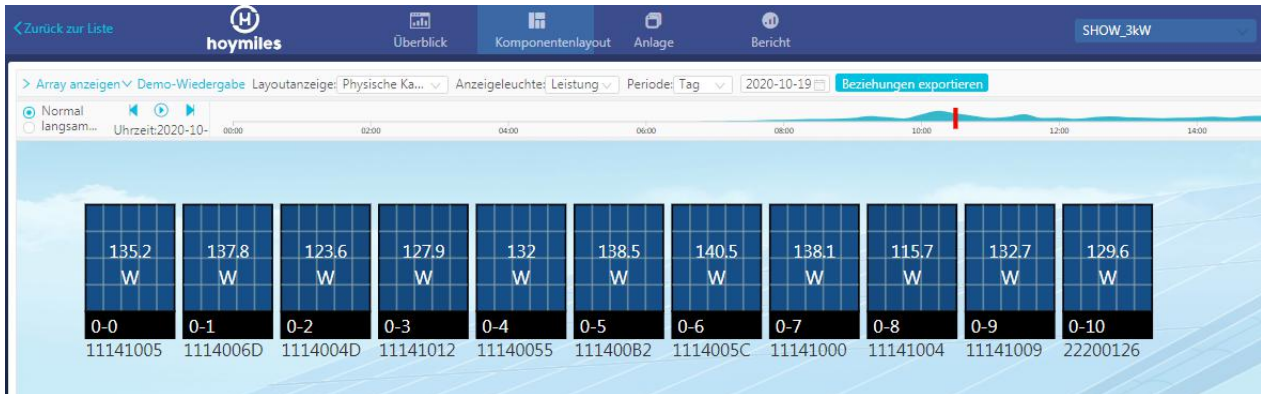 Zurück zur Liste
H
hoymiles
Überblick
Komponentenlayout
Anlage
Bericht
SHOW_3kW
Array anzeigen Demo-Wiedergabe Layoutanzeige: Physische Ka... Anzeigeleuchte: Leistung Periode: Tag 2020-10-19 Beziehungen exportieren
Normal
langsam... Uhrzeit:2020-10- 00:00 02:00 04:00 06:00 08:00 10:00 12:00 14:00
135.2 137.8 123.6 127.9 132 138.5 140.5 138.1 115.7 132.7 129.6
W W W W W W W W W W W
0-0 0-1 0-2 0-3 0-4 0-5 0-6 0-7 0-8 0-9 0-10
11141005 1114006D 1114004D 11141012 11140055 111400B2 1114005C 11141000 11141004 11141009 22200126